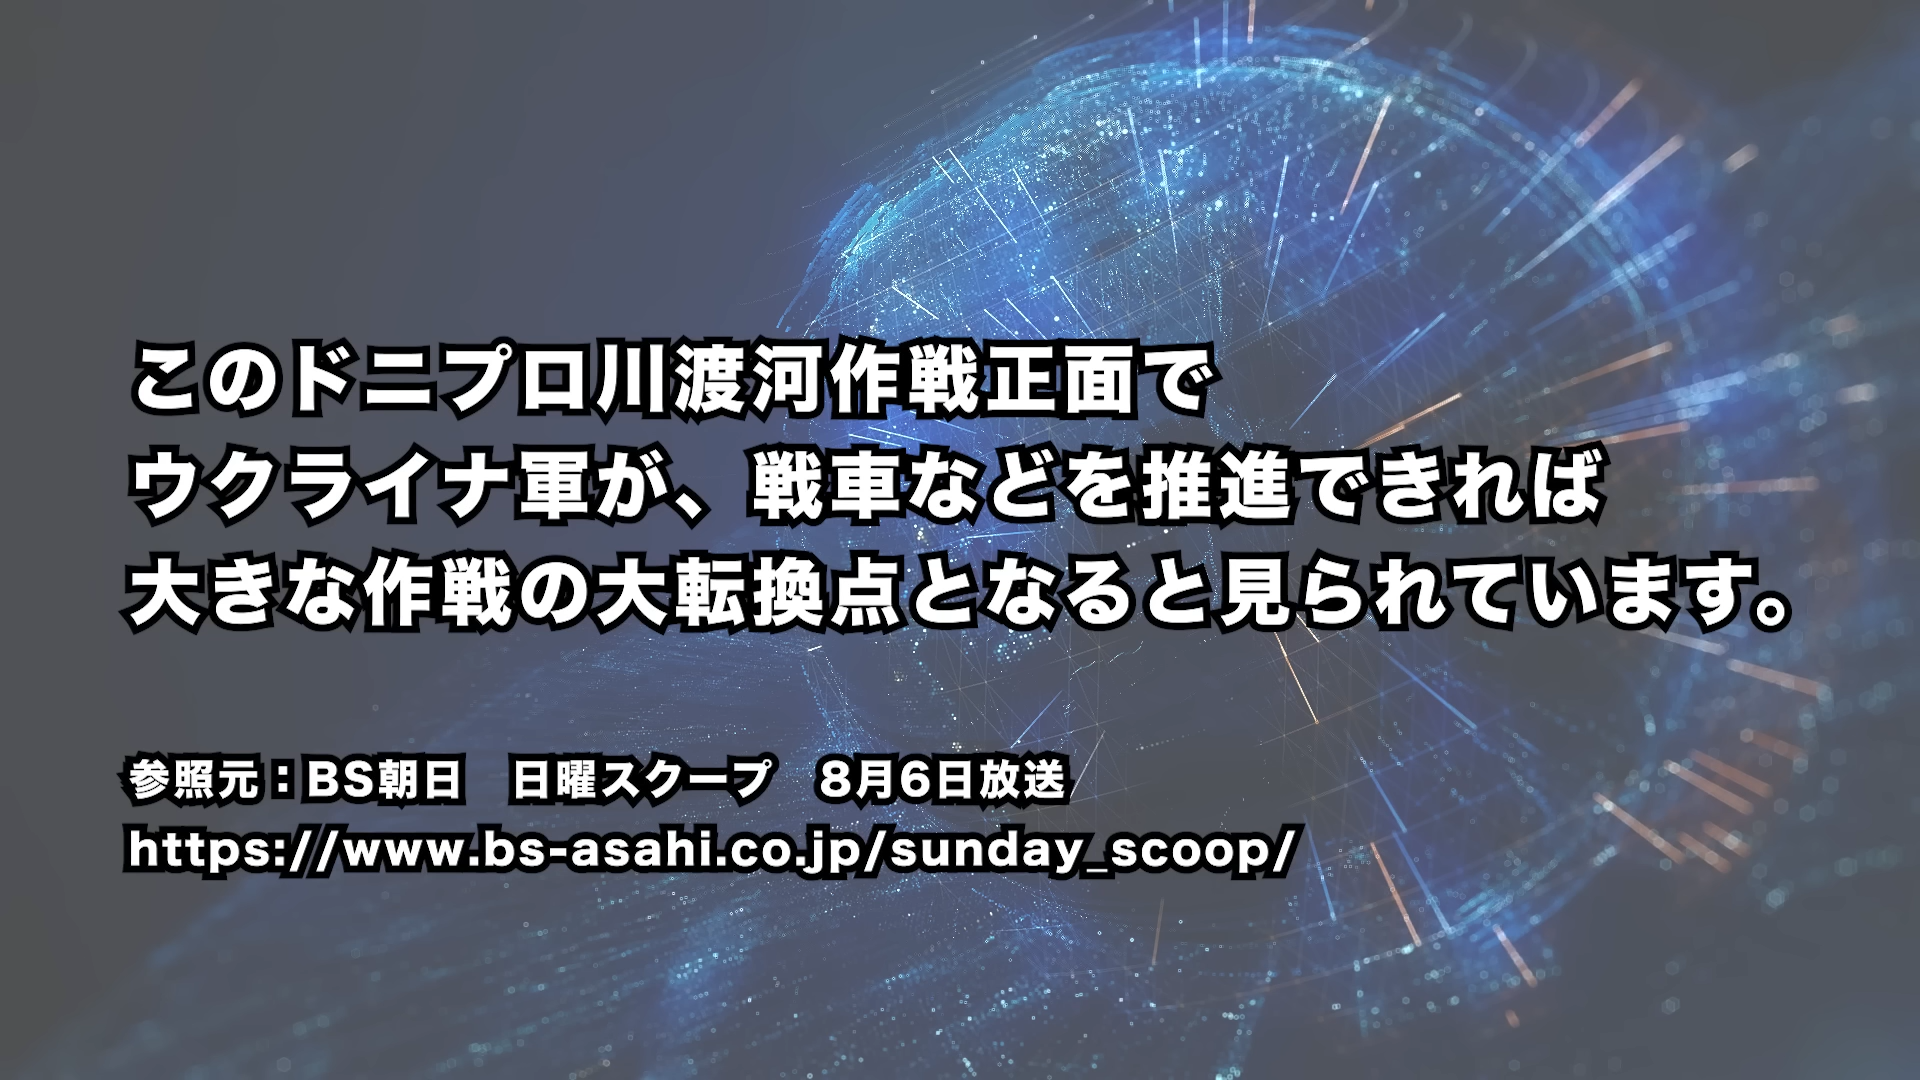 このドニプロ川渡河作戦正面で
ウクライナ軍が、戦車などを推進できれば
大きな作戦の大転換点となると見られています。
参照元：BS朝日　日曜スクープ　8月6日放送
https://www.bs-asahi.co.jp/sunday_scoop/